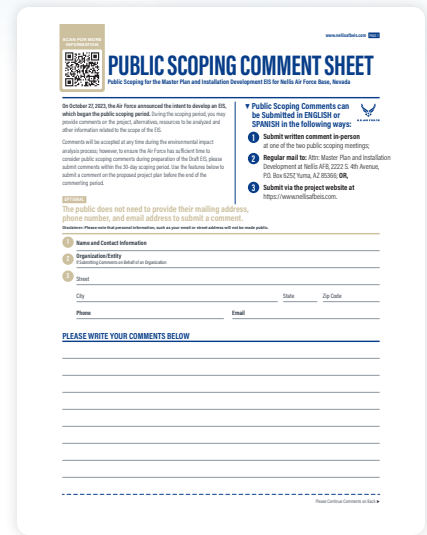 SCAN FOR MORE
INFORMATION
www.nellisafbeis.com
PUBLIC SCOPING COMMENT SHEET
Public Scoping for the Master Plan and Installation Development EIS for Nellis Air Force Base, Nevada
On October 27, 2023, the Air Force announced the intent to develop an EIS,
which began the public scoping period. During the scoping period, you may
provide comments on the project, alternatives, resources to be analyzed and
other information related to the scope of the EIS.
Comments will be accepted at any time during the environmental impact
analysis process; however, to ensure the Air Force has sufficient time to
consider public scoping comments during preparation of the Draft EIS, please
submit comments within the 30-day scoping period. Use the features below to
submit a comment on the proposed project plan before the end of the
commenting period.
▼ Public Scoping Comments can
be Submitted in ENGLISH or
SPANISH in the following ways:
1 Submit written comment in-person
at one of the two public scoping meetings;
2 Regular mail to: Attn: Master Plan and Installation
Development at Nellis AFB, 2222 S. 4th Avenue,
P.O. Box 6257, Yuma, AZ 85366; OR,
3 Submit via the project website at
https://www.nellisafbeis.com.
OPTIONAL
The public does not need to provide their mailing address,
phone number, and email address to submit a comment.
Disclaimer: Please note that personal information, such as your email or street address will not be made public.
1 Name and Contact Information
2 Organization/Entity
If Submitting Comments on Behalf of an Organization
3 Street
City State Zip Code
Phone Email
PLEASE WRITE YOUR COMMENTS BELOW
Please Continue Comments on Back ►